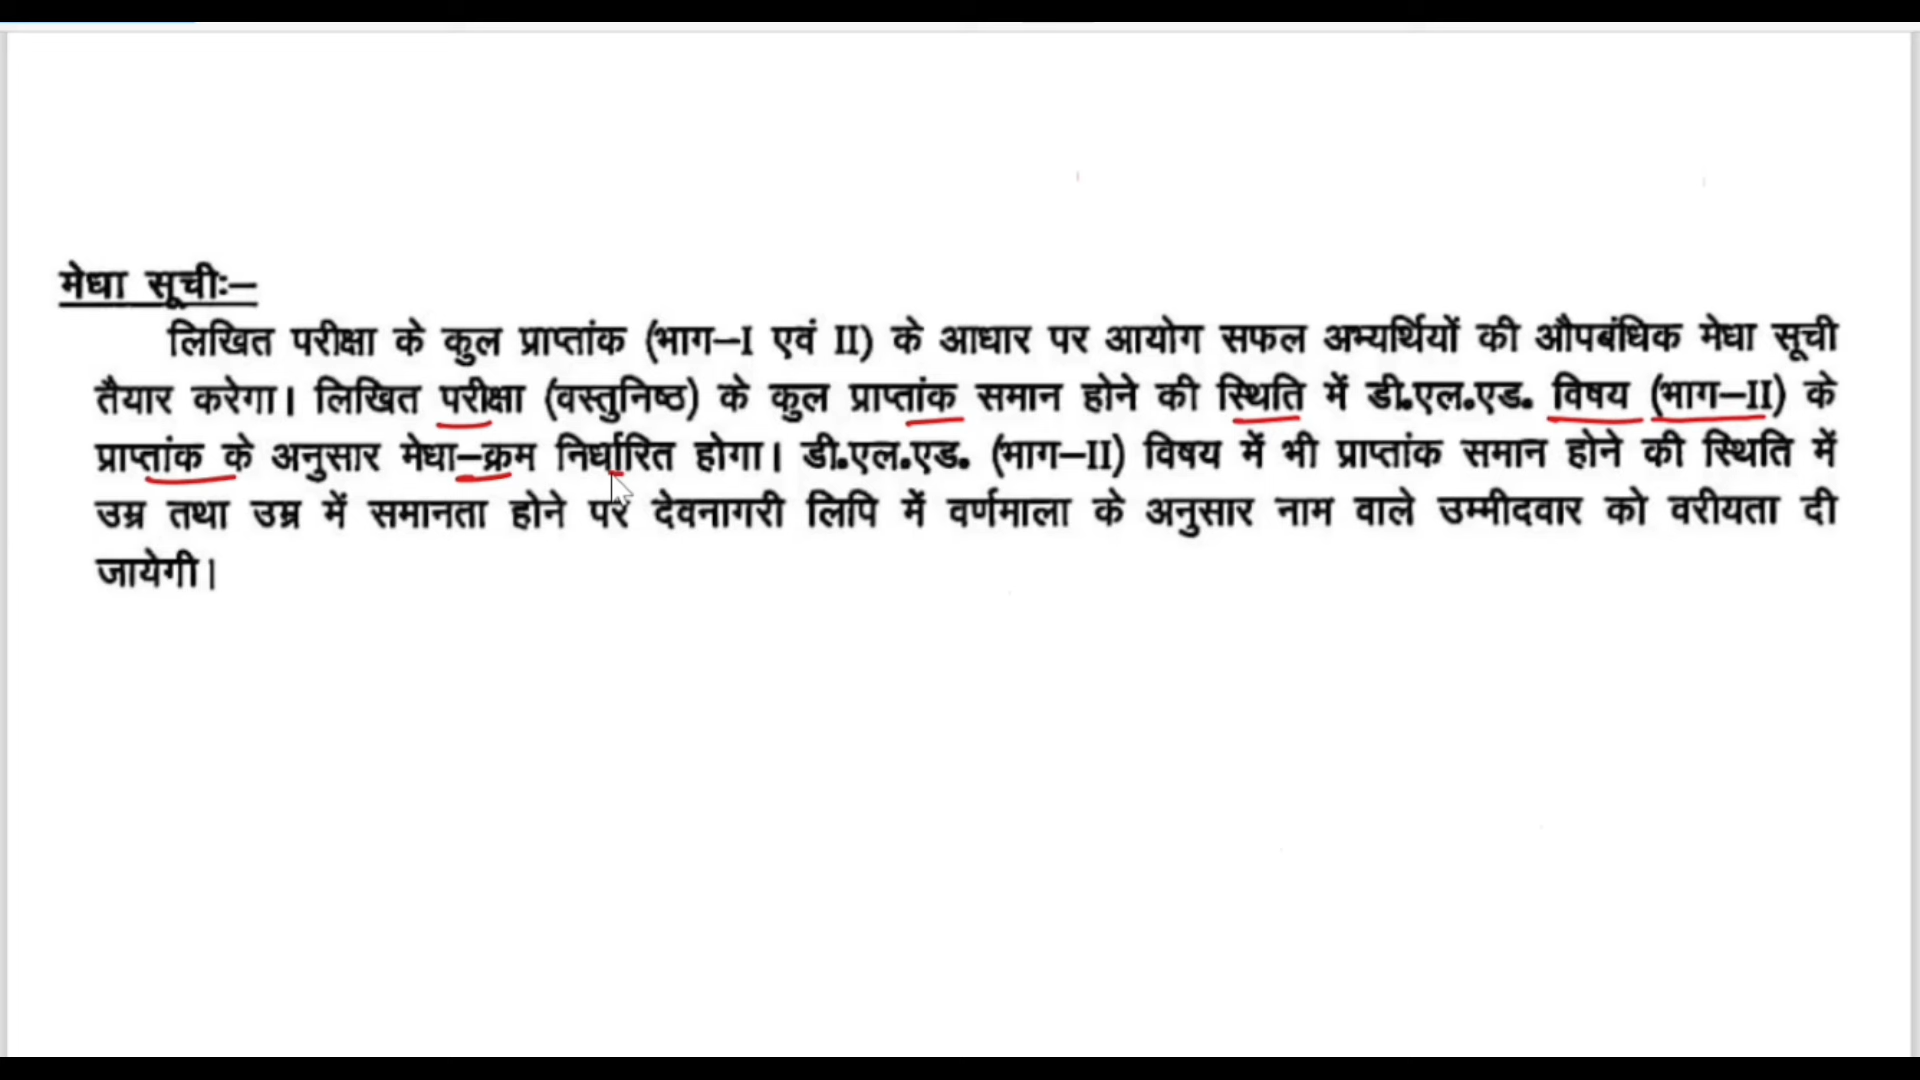 मेधा सूचीः–
लिखित परीक्षा के कुल प्राप्तांक (भाग–I एवं II) के आधार पर आयोग सफल अभ्यर्थियों की औपबंधिक मेधा सूची
तैयार करेगा। लिखित परीक्षा (वस्तुनिष्ठ) के कुल प्राप्तांक समान होने की स्थिति में डी.एल.एड. विषय (भाग–II) के
प्राप्तांक के अनुसार मेधा–क्रम निर्धारित होगा। डी.एल.एड. (भाग–II) विषय में भी प्राप्तांक समान होने की स्थिति में
उम्र तथा उम्र में समानता होने पर देवनागरी लिपि में वर्णमाला के अनुसार नाम वाले उम्मीदवार को वरीयता दी
जायेगी।